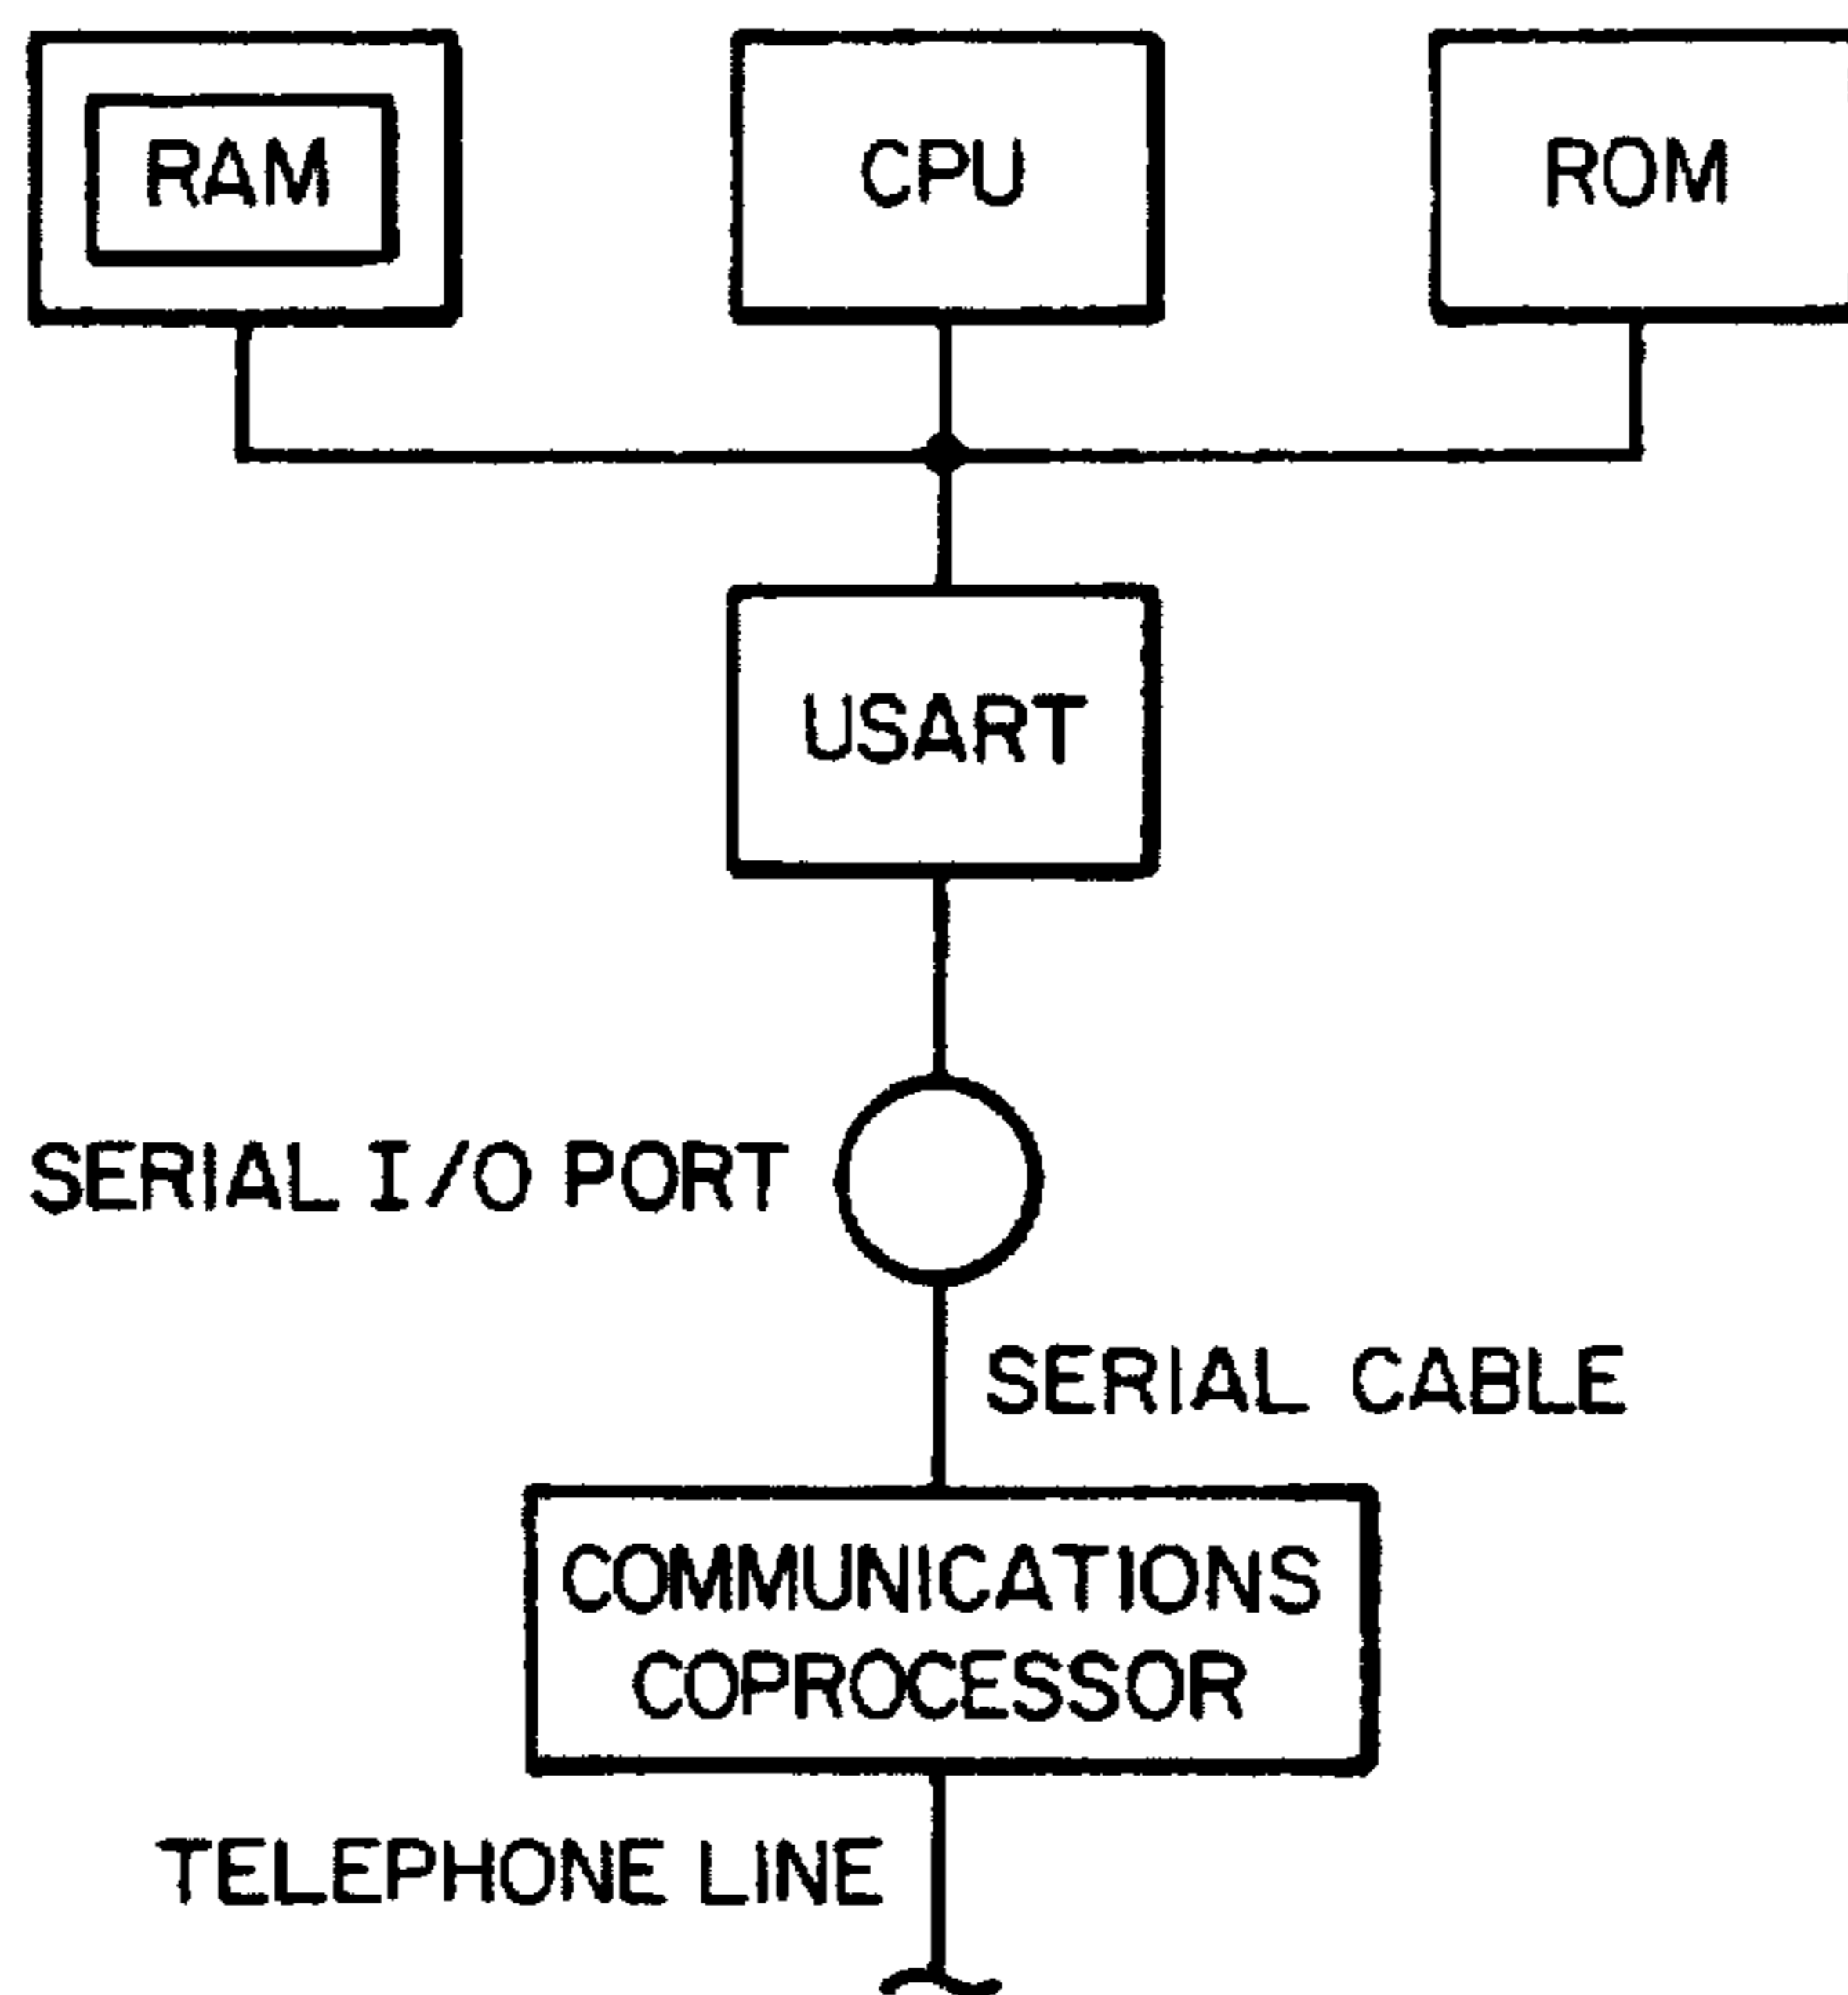 RAM
CPU
ROM
USART
SERIAL I/O PORT
SERIAL CABLE
COMMUNICATIONS
COPROCESSOR
TELEPHONE LINE